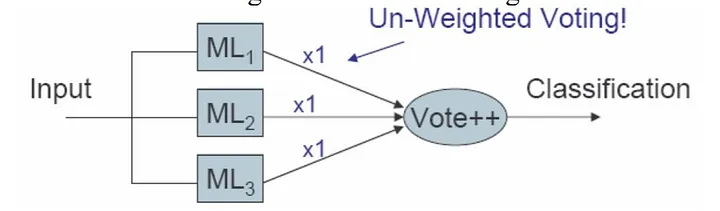 Un-Weighted Voting!
ML1
x1
Input
ML2
x1
Vote++
Classification
x1
ML3